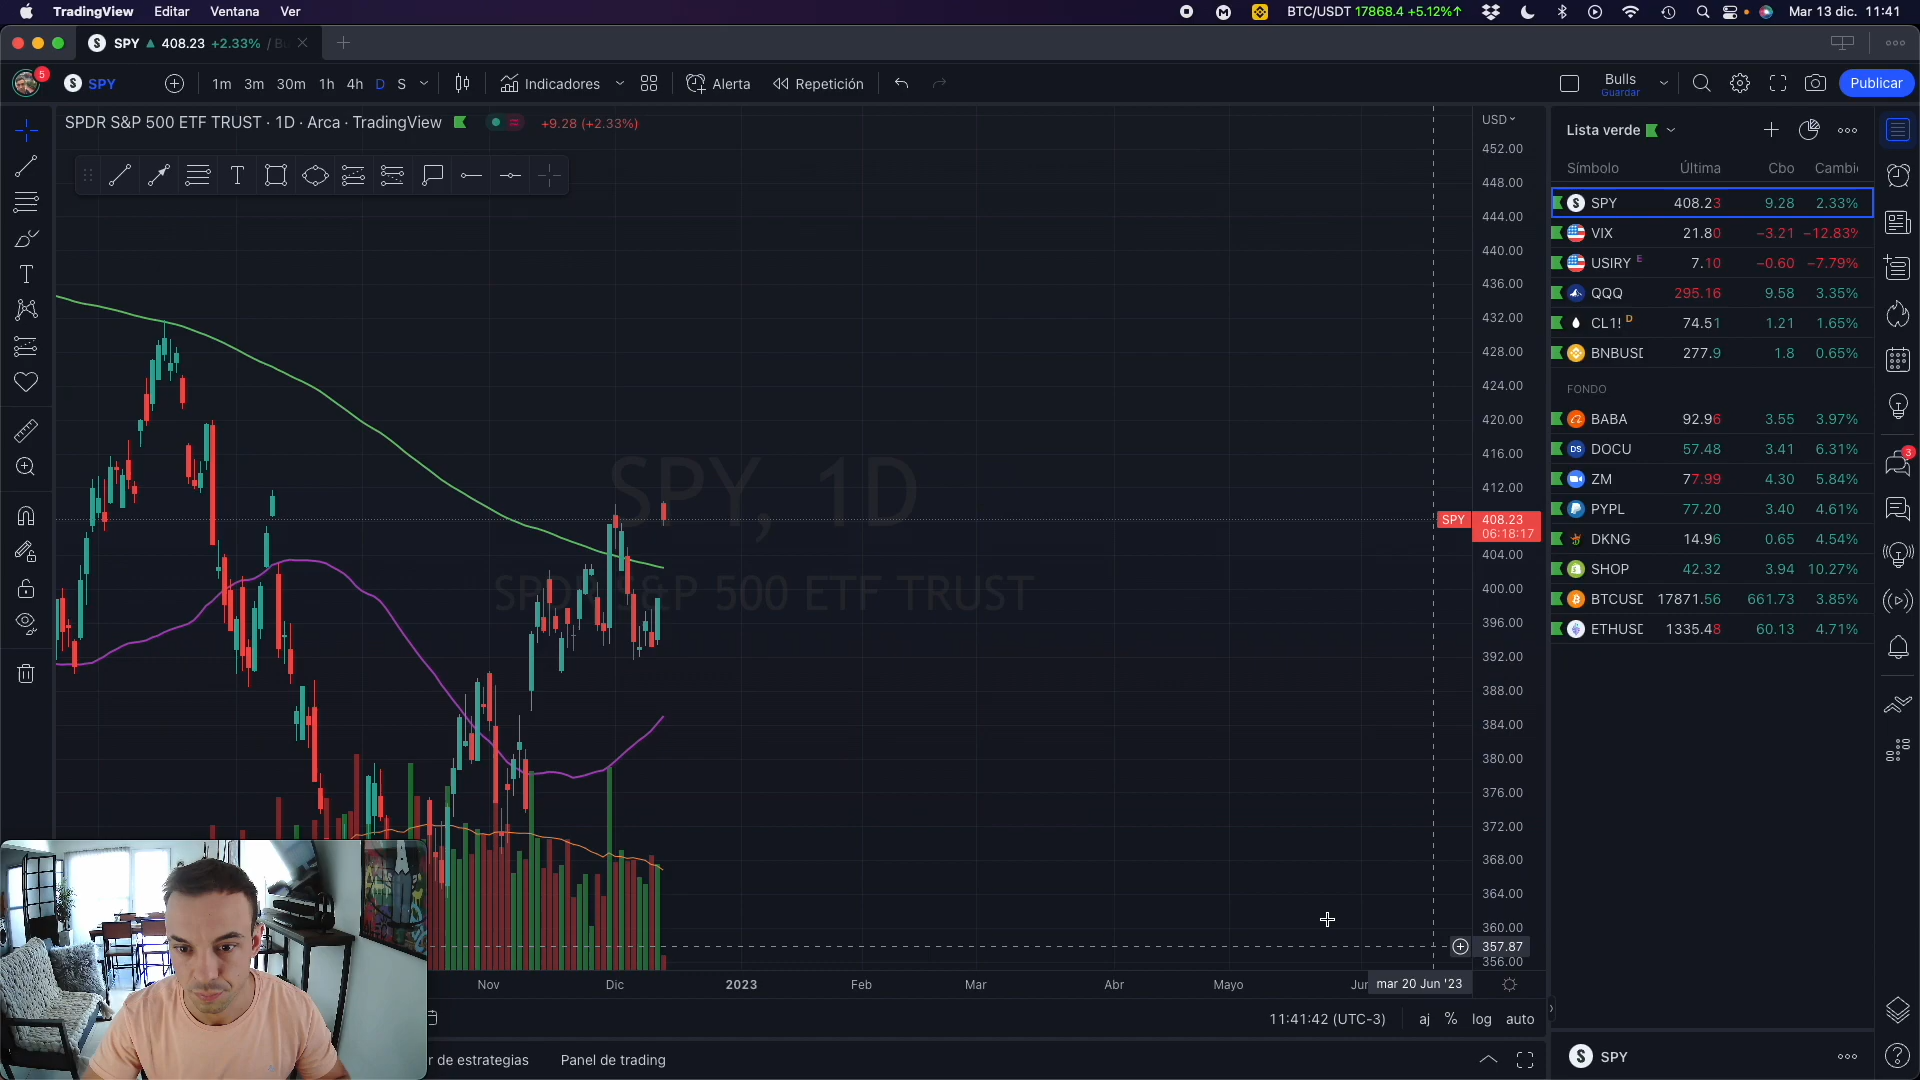 TradingView Editar Ventana Ver
BTC/USDT 17868.4 +5.12%↑ Mar 13 dic. 11:41
SPY ▲ 408.23 +2.33% /
5 SPY 1m 3m 30m 1h 4h D S Indicadores Alerta Repetición Bulls Publicar
Guardar
SPDR S&P 500 ETF TRUST · 1D · Arca · TradingView +9.28 (+2.33%)
USD
452.00
448.00
444.00
440.00
436.00
432.00
428.00
424.00
420.00
416.00
412.00
SPY 408.23
06:18:17
404.00
400.00
396.00
392.00
388.00
384.00
380.00
376.00
372.00
368.00
364.00
360.00
357.87
356.00
SPY, 1D
SPDR S&P 500 ETF TRUST
Nov Dic 2023 Feb Mar Abr Mayo Jun mar 20 Jun '23
11:41:42 (UTC-3) aj % log auto
r de estrategias Panel de trading
Lista verde
Símbolo Última Cbo Cambi
SPY 408.23 9.28 2.33%
VIX 21.80 −3.21 −12.83%
USIRY E 7.10 −0.60 −7.79%
QQQ 295.16 9.58 3.35%
CL1! D 74.51 1.21 1.65%
BNBUSD 277.9 1.8 0.65%
FONDO
BABA 92.96 3.55 3.97%
DOCU 57.48 3.41 6.31%
ZM 77.99 4.30 5.84%
PYPL 77.20 3.40 4.61%
DKNG 14.96 0.65 4.54%
SHOP 42.32 3.94 10.27%
BTCUSD 17871.56 661.73 3.85%
ETHUSD 1335.48 60.13 4.71%
3
SPY